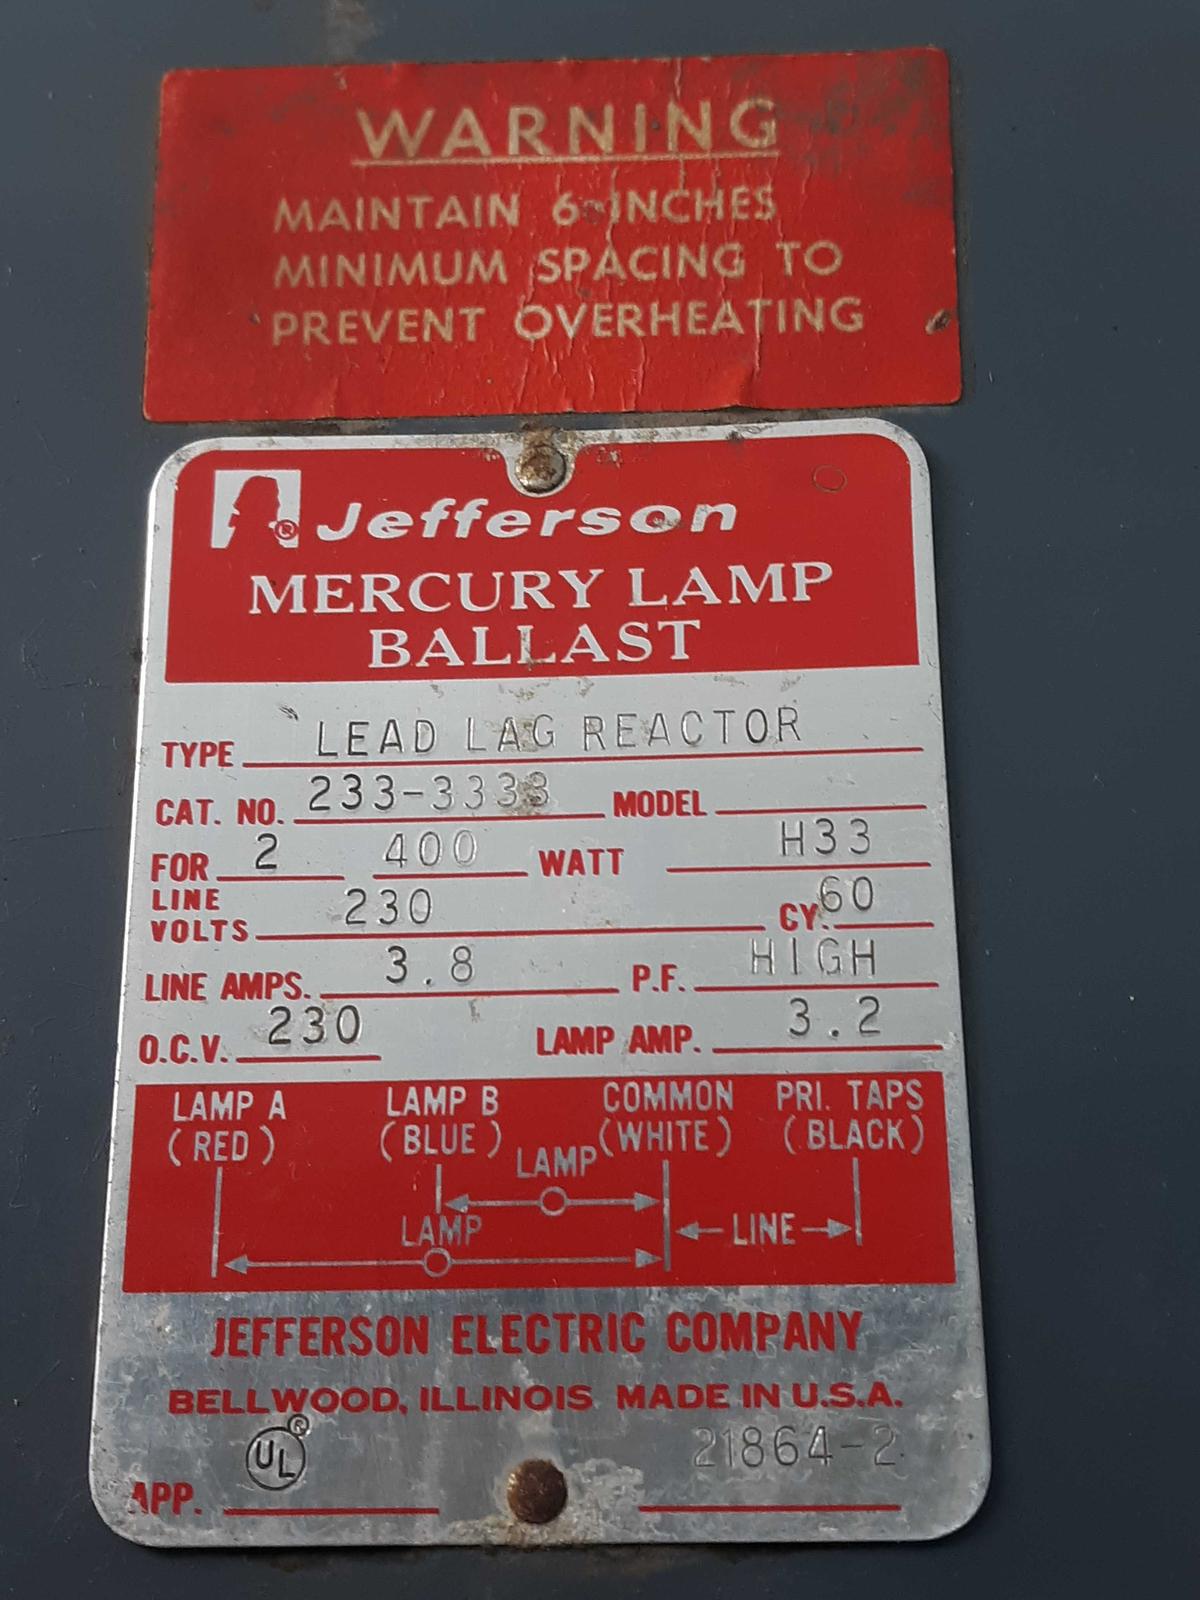 WARNING
MAINTAIN 6-INCHES
MINIMUM SPACING TO
PREVENT OVERHEATING
® Jefferson
MERCURY LAMP
BALLAST
TYPE LEAD LAG REACTOR
CAT. NO. 233-3333 MODEL
FOR 2 400 WATT H33
LINE
VOLTS 230 CY. 60
LINE AMPS. 3.8 P.F. HIGH
O.C.V. 230 LAMP AMP. 3.2
LAMP A LAMP B COMMON PRI. TAPS
(RED) (BLUE) (WHITE) (BLACK)
LAMP
LAMP LINE
JEFFERSON ELECTRIC COMPANY
BELLWOOD, ILLINOIS MADE IN U.S.A.
UL ® 21864-2
APP.